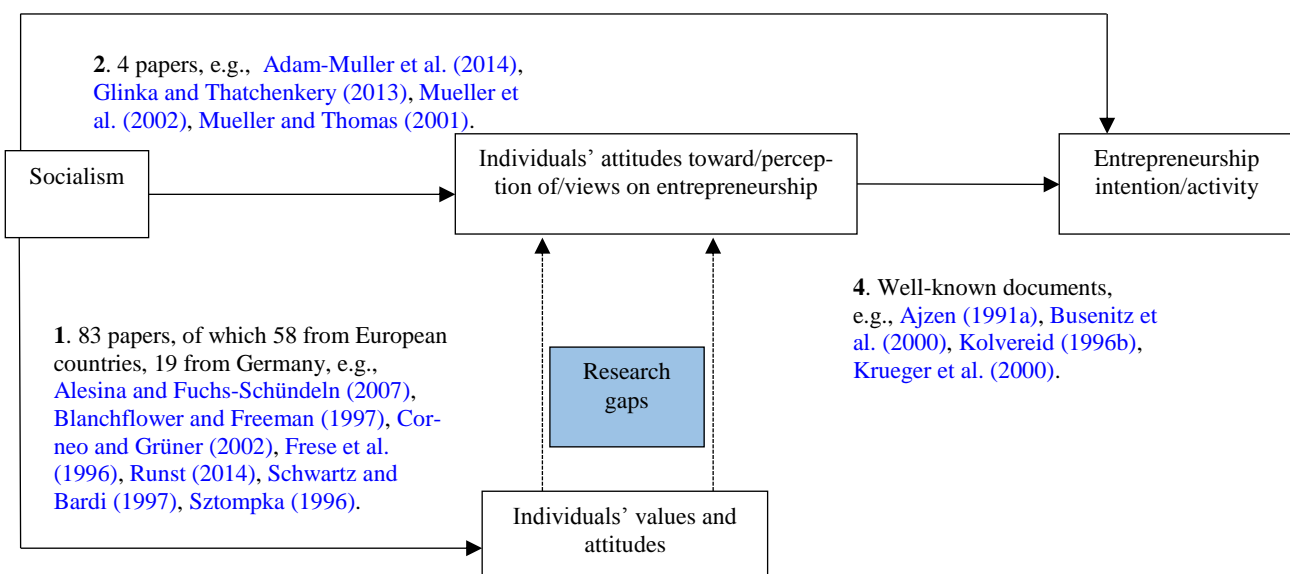 2. 4 papers, e.g., Adam-Muller et al. (2014),
Glinka and Thatchenkery (2013), Mueller et
al. (2002), Mueller and Thomas (2001).
Socialism
Individuals’ attitudes toward/percep-
tion of/views on entrepreneurship
Entrepreneurship
intention/activity
1. 83 papers, of which 58 from European
countries, 19 from Germany, e.g.,
Alesina and Fuchs-Schündeln (2007),
Blanchflower and Freeman (1997), Cor-
neo and Grüner (2002), Frese et al.
(1996), Runst (2014), Schwartz and
Bardi (1997), Sztompka (1996).
Research
gaps
4. Well-known documents,
e.g., Ajzen (1991a), Busenitz et
al. (2000), Kolvereid (1996b),
Krueger et al. (2000).
Individuals’ values and
attitudes